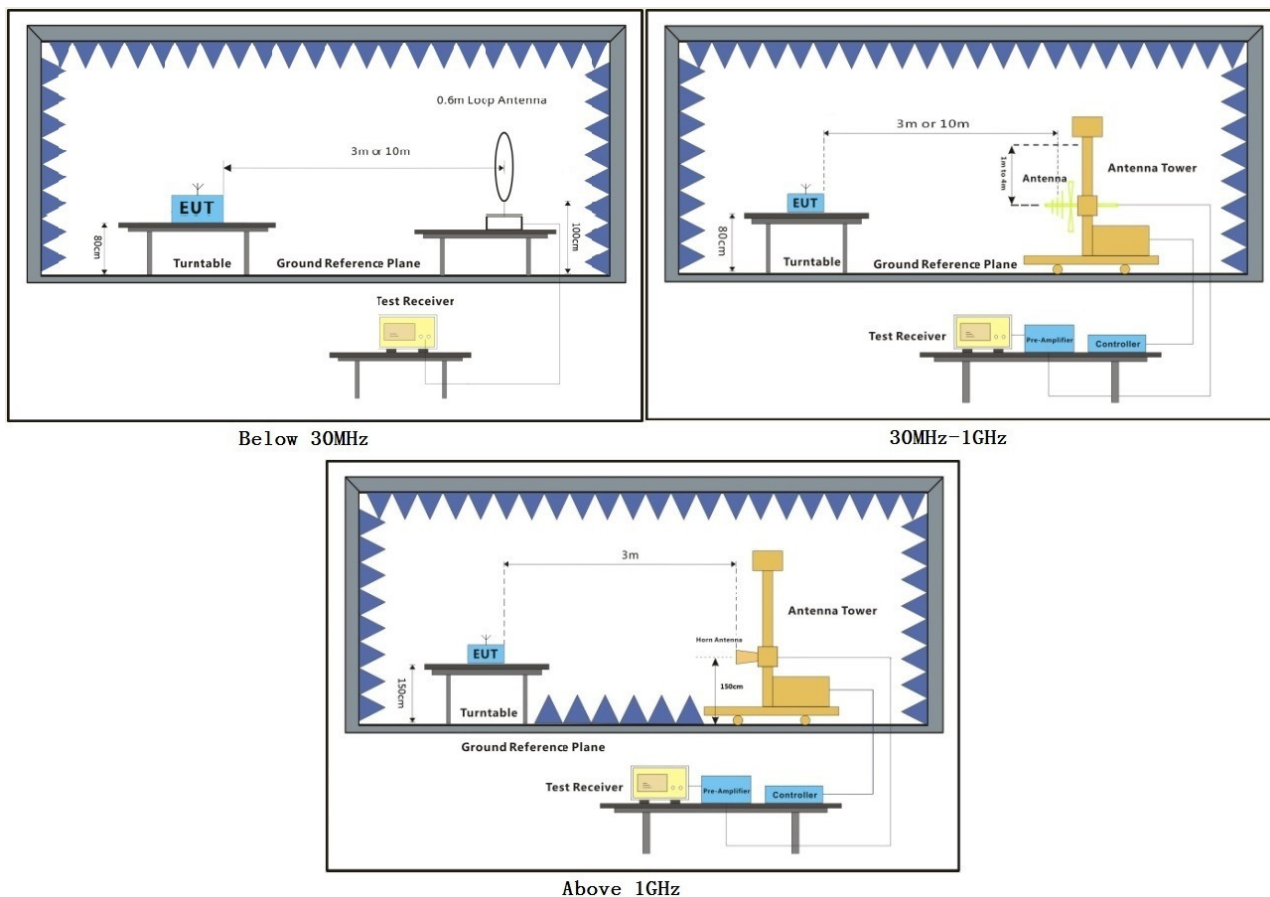 0.6m Loop Antenna
3m or 10m
EUT
80cm
100cm
Turntable
Ground Reference Plane
Test Receiver
Below 30MHz
3m or 10m
1m to 4m
Antenna
Antenna Tower
EUT
80cm
Turntable
Ground Reference Plane
Test Receiver
Pre-Amplifier
Controller
30MHz-1GHz
3m
Antenna Tower
Horn Antenna
EUT
150cm
150cm
Turntable
Ground Reference Plane
Test Receiver
Pre-Amplifier
Controller
Above 1GHz